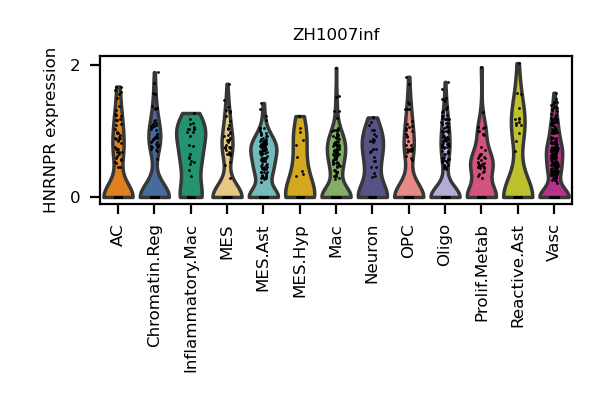 ZH1007inf
HNRNPR expression
2
0
AC
Chromatin.Reg
Inflammatory.Mac
MES
MES.Ast
MES.Hyp
Mac
Neuron
OPC
Oligo
Prolif.Metab
Reactive.Ast
Vasc